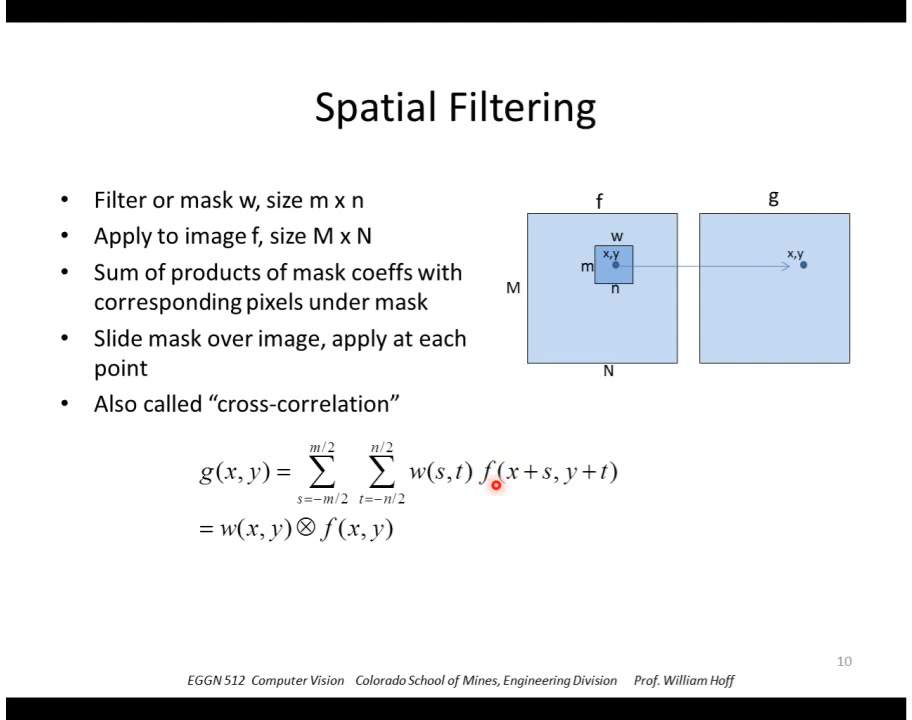 Spatial Filtering
• Filter or mask w, size m x n
• Apply to image f, size M x N
• Sum of products of mask coeffs with
corresponding pixels under mask
• Slide mask over image, apply at each
point
• Also called “cross-correlation”
f
g
w
x,y
x,y
m
M
n
N
g(x, y) = ∑_{s=-m/2}^{m/2} ∑_{t=-n/2}^{n/2} w(s,t) f(x+s, y+t)
= w(x, y) ⊗ f(x, y)
10
EGGN 512 Computer Vision Colorado School of Mines, Engineering Division Prof. William Hoff